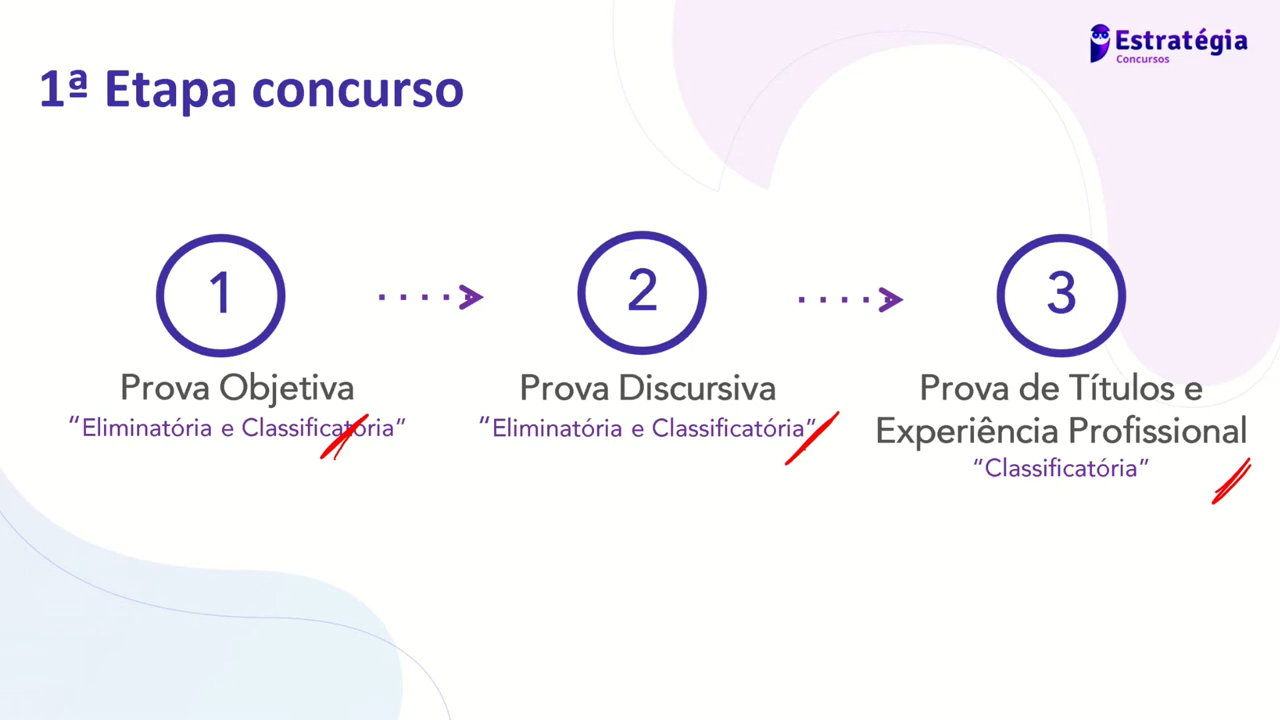 Estratégia
Concursos
1ª Etapa concurso
1
2
3
Prova Objetiva
"Eliminatória e Classificatória"
Prova Discursiva
"Eliminatória e Classificatória"
Prova de Títulos e
Experiência Profissional
"Classificatória"